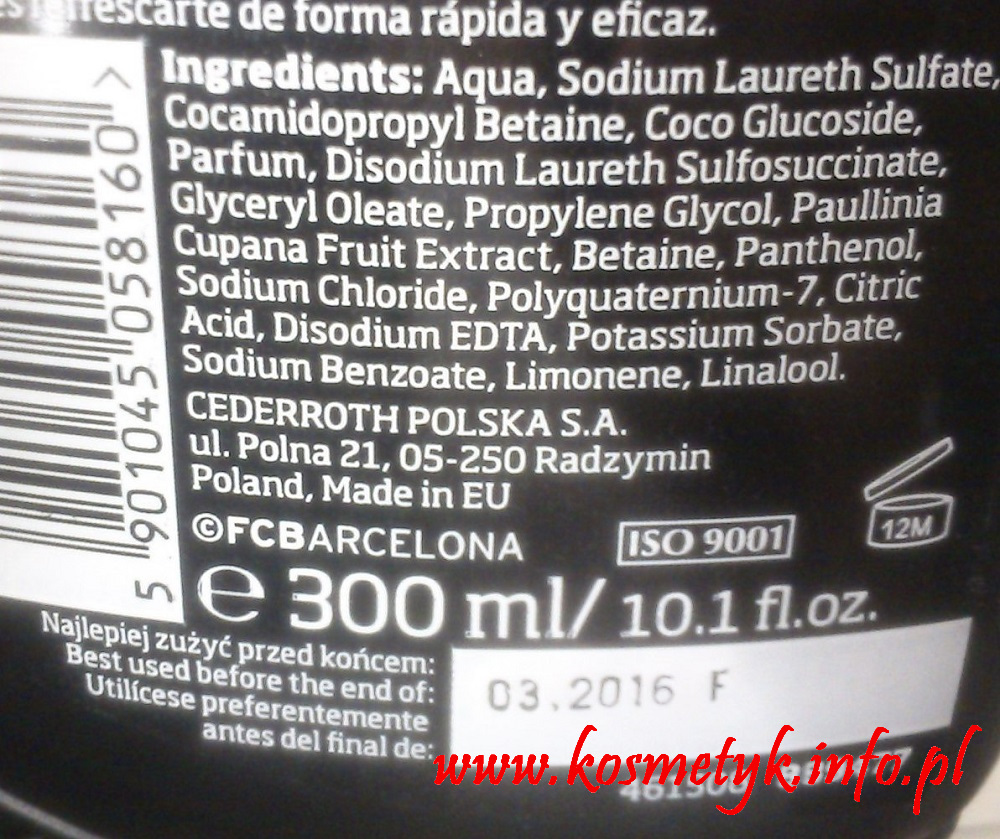 refrescarte de forma rápida y eficaz.
Ingredients: Aqua, Sodium Laureth Sulfate,
Cocamidopropyl Betaine, Coco Glucoside,
Parfum, Disodium Laureth Sulfosuccinate,
Glyceryl Oleate, Propylene Glycol, Paullinia
Cupana Fruit Extract, Betaine, Panthenol,
Sodium Chloride, Polyquaternium-7, Citric
Acid, Disodium EDTA, Potassium Sorbate,
Sodium Benzoate, Limonene, Linalool.
CEDERROTH POLSKA S.A.
ul. Polna 21, 05-250 Radzymin
Poland, Made in EU
©FCBARCELONA
ISO 9001
12M
5 901045 058160 >
e 300 ml/ 10.1 fl.oz.
Najlepiej zużyć przed końcem:
Best used before the end of:
Utilícese preferentemente
antes del final de:
03.2016 F
www.kosmetyk.info.pl